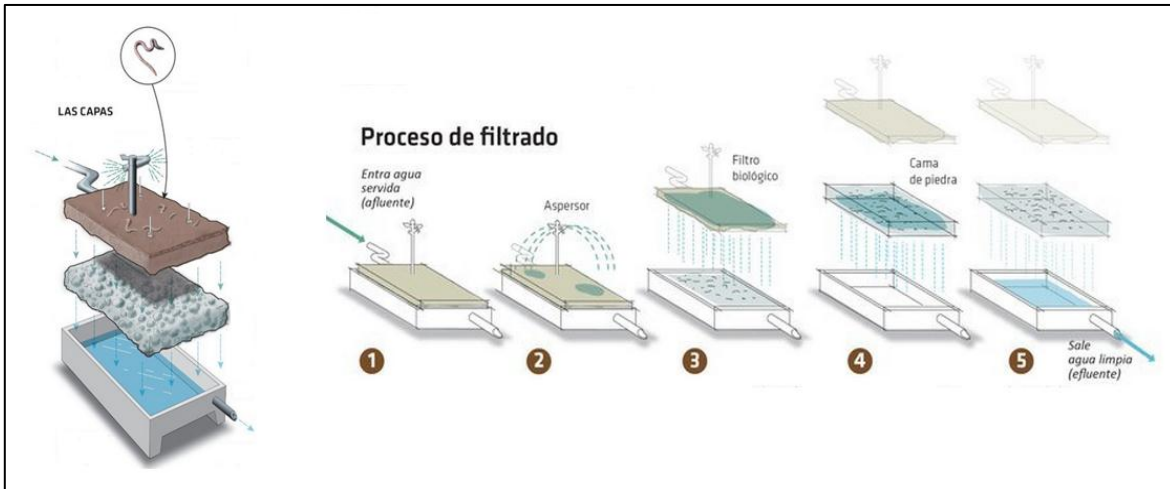 LAS CAPAS
Proceso de filtrado
Entra agua
servida
(afluente)
Aspersor
Filtro
biológico
Cama
de piedra
Sale
agua limpia
(efluente)
1
2
3
4
5